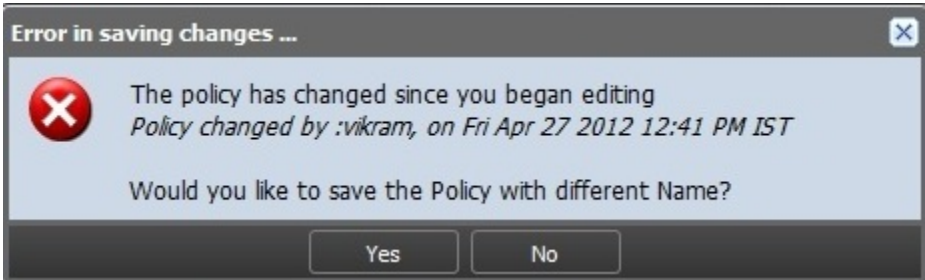 Error in saving changes ...
The policy has changed since you began editing
Policy changed by :vikram, on Fri Apr 27 2012 12:41 PM IST
Would you like to save the Policy with different Name?
Yes No